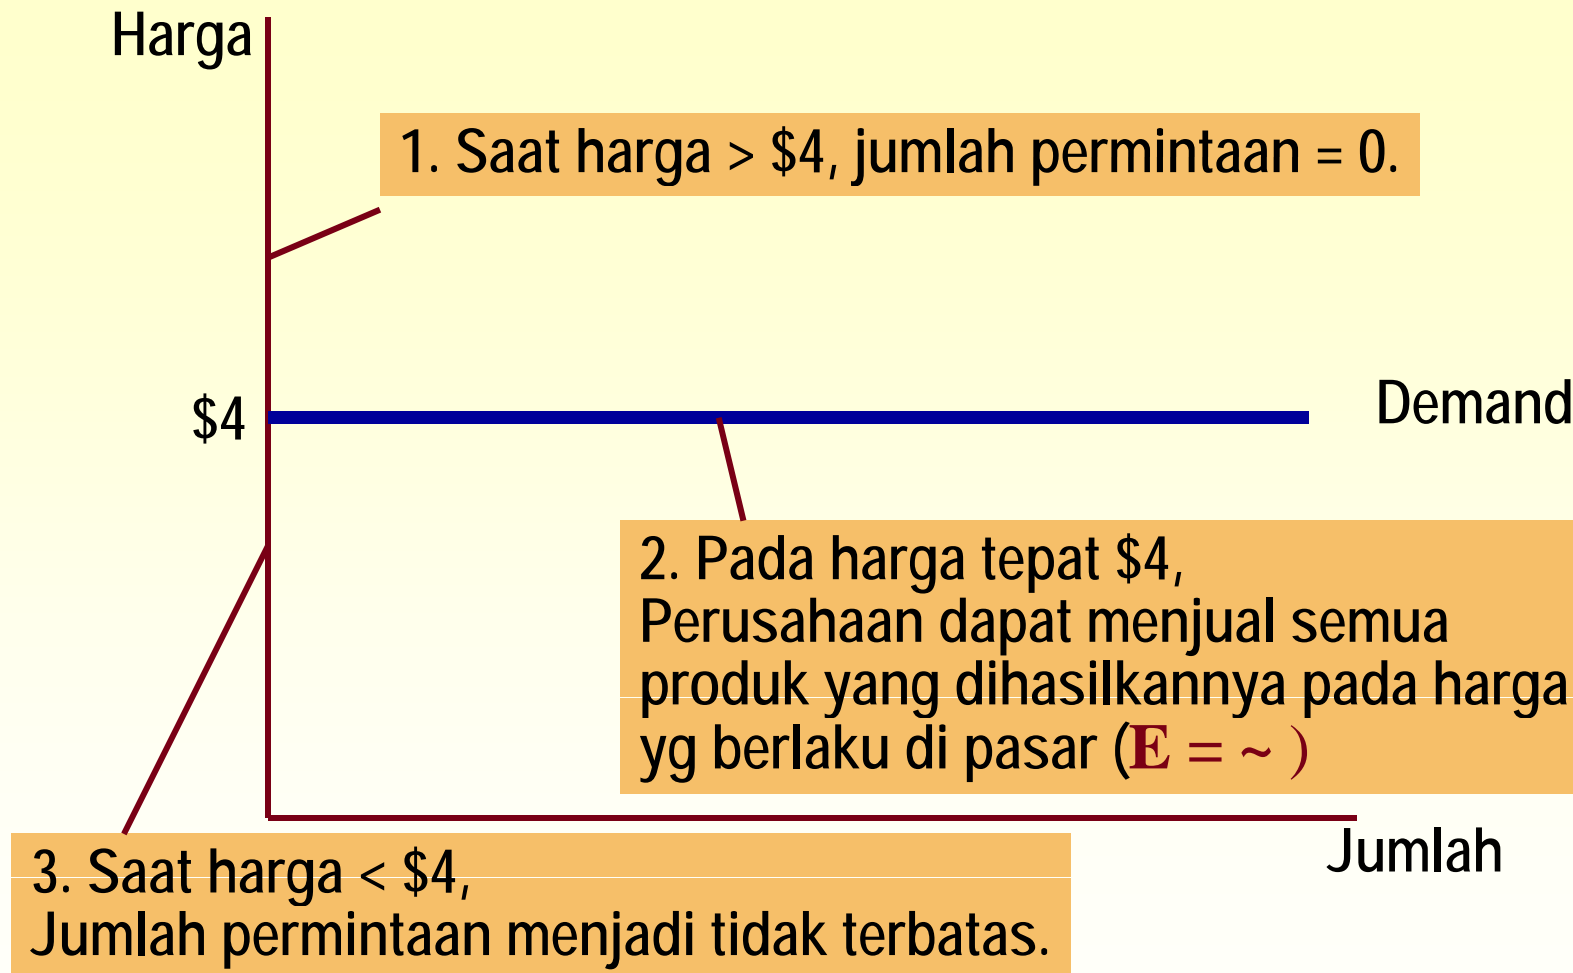 Harga
1. Saat harga > $4, jumlah permintaan = 0.
$4
Demand
2. Pada harga tepat $4,
Perusahaan dapat menjual semua
produk yang dihasilkannya pada harga
yg berlaku di pasar (E = ~ )
Jumlah
3. Saat harga < $4,
Jumlah permintaan menjadi tidak terbatas.